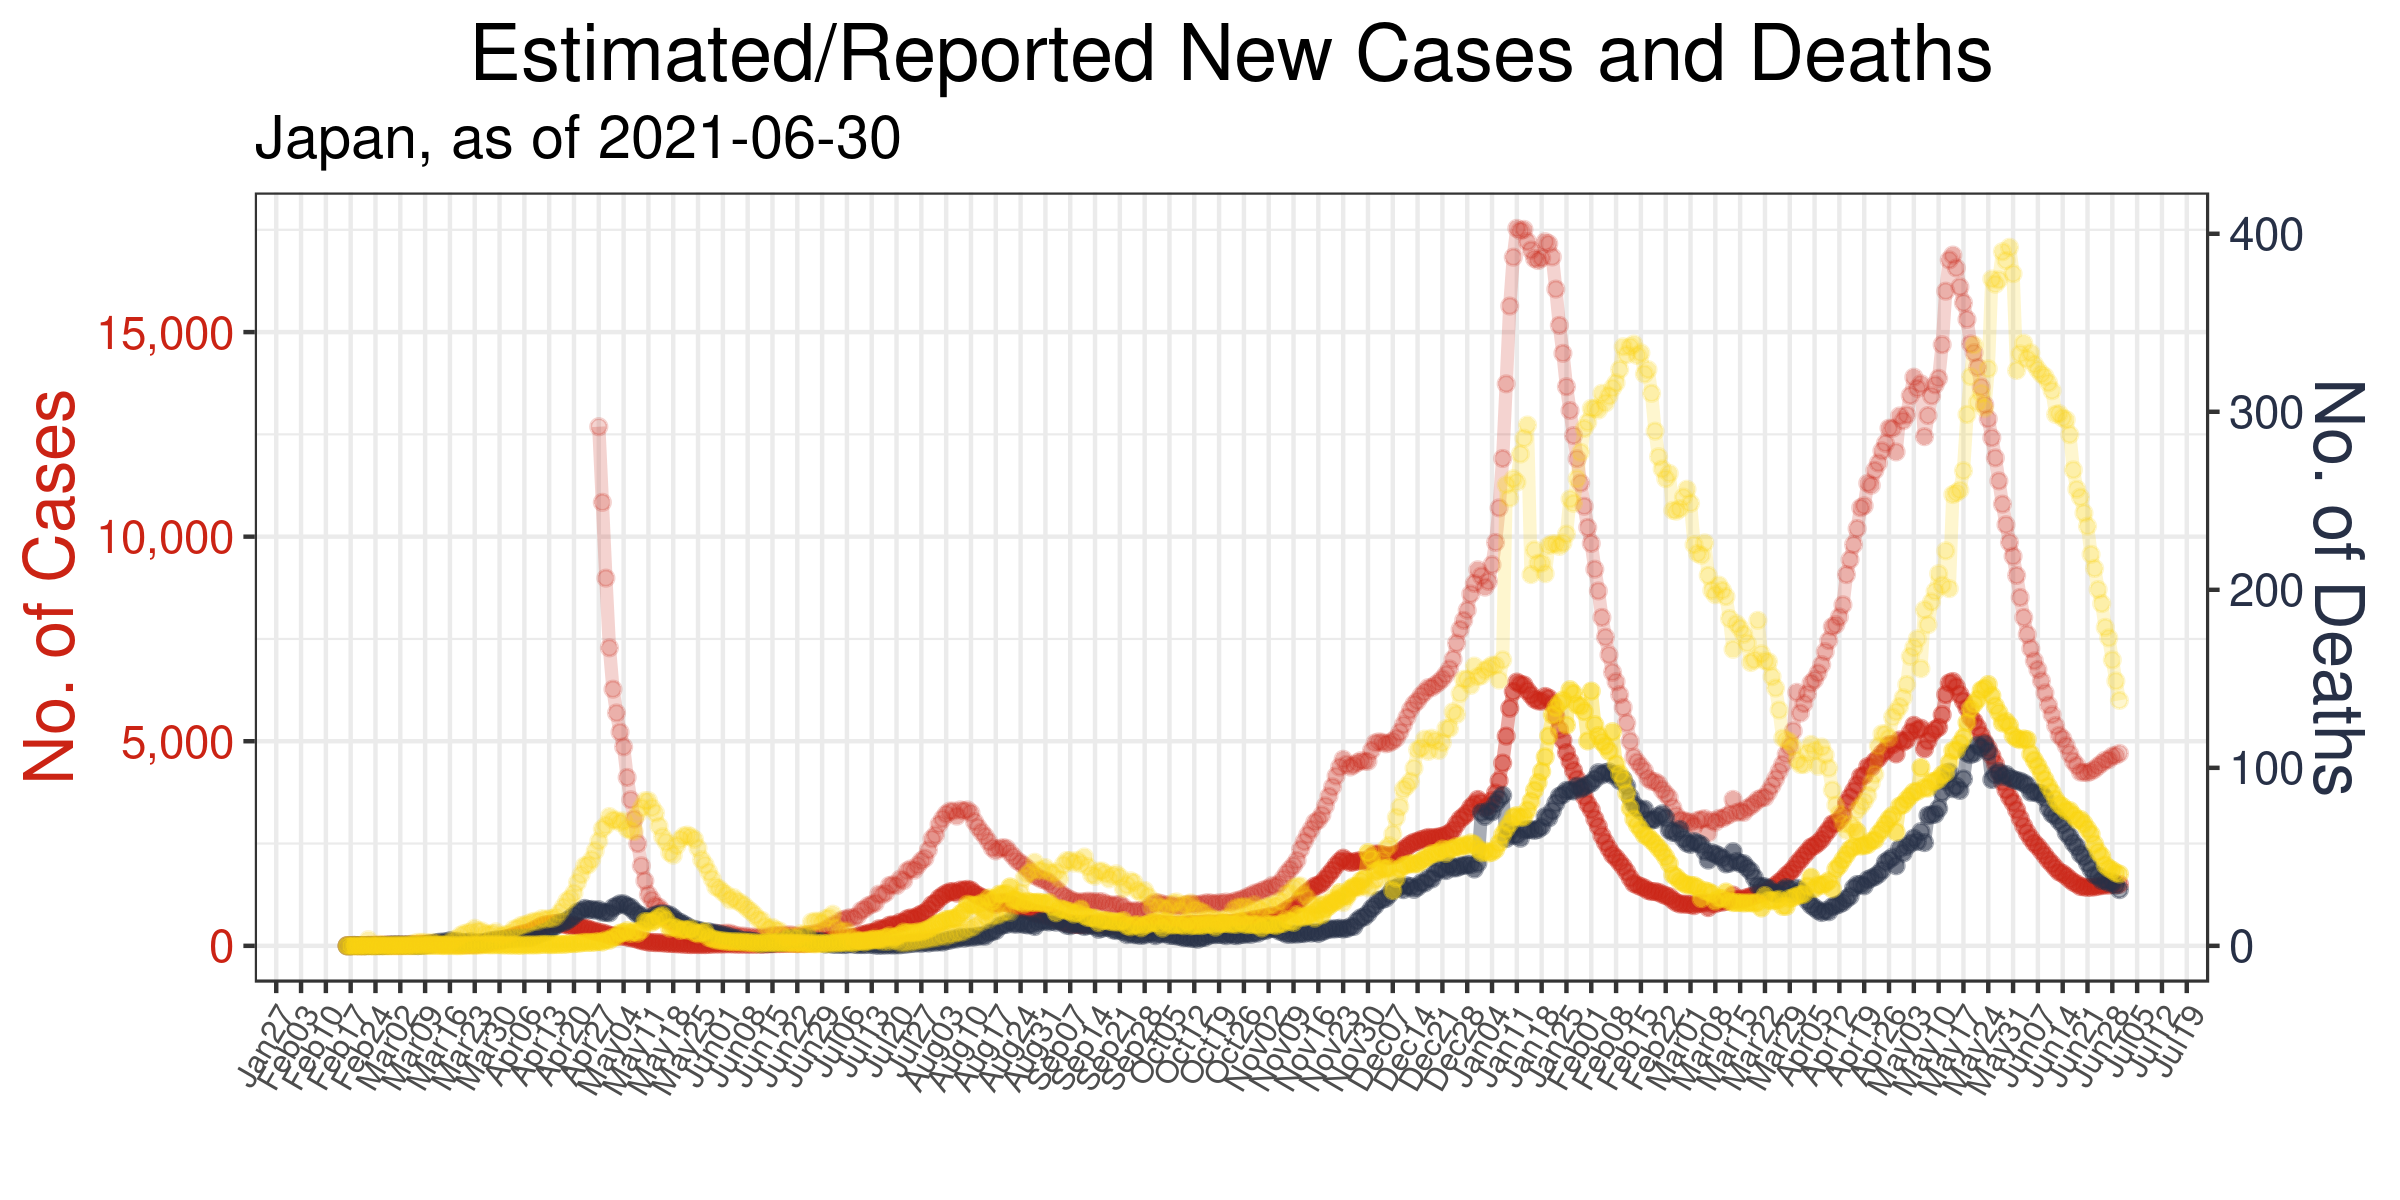 Estimated/Reported New Cases and Deaths
Japan, as of 2021-06-30
No. of Cases
15,000
10,000
5,000
0
400
300
200
100
0
No. of Deaths
Jan27
Feb03
Feb10
Feb17
Feb24
Mar02
Mar09
Mar16
Mar23
Mar30
Apr06
Apr13
Apr20
Apr27
May04
May11
May18
May25
Jun01
Jun08
Jun15
Jun22
Jun29
Jul06
Jul13
Jul20
Jul27
Aug03
Aug10
Aug17
Aug24
Aug31
Sep07
Sep14
Sep21
Sep28
Oct05
Oct12
Oct19
Oct26
Nov02
Nov09
Nov16
Nov23
Nov30
Dec07
Dec14
Dec21
Dec28
Jan04
Jan11
Jan18
Jan25
Feb01
Feb08
Feb15
Feb22
Mar01
Mar08
Mar15
Mar22
Mar29
Apr05
Apr12
Apr19
Apr26
May03
May10
May17
May24
May31
Jun07
Jun14
Jun21
Jun28
Jul05
Jul12
Jul19